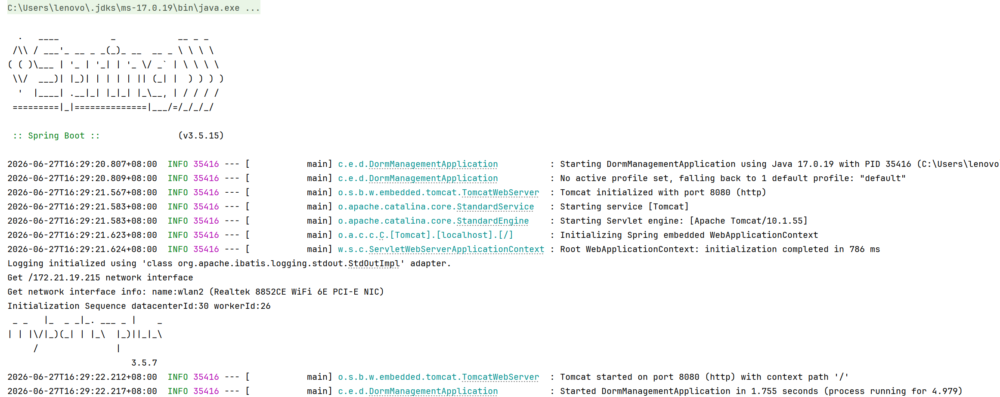 C:\Users\lenovo\.jdks\ms-17.0.19\bin\java.exe ...
  .   ____          _            __ _ _
 /\\ / ___'_ __ _ _(_)_ __  __ _ \ \ \ \
( ( )\___ | '_ | '_| | '_ \/ _` | \ \ \ \
 \\/  ___)| |_)| | | | | || (_| |  ) ) ) )
  '  |____| .__|_| |_|_| |_\__, | / / / /
 =========|_|==============|___/=/_/_/_/
 :: Spring Boot ::               (v3.5.15)
2026-06-27T16:29:20.807+08:00  INFO 35416 --- [           main] c.e.d.DormManagementApplication          : Starting DormManagementApplication using Java 17.0.19 with PID 35416 (C:\Users\lenovo
2026-06-27T16:29:20.809+08:00  INFO 35416 --- [           main] c.e.d.DormManagementApplication          : No active profile set, falling back to 1 default profile: "default"
2026-06-27T16:29:21.567+08:00  INFO 35416 --- [           main] o.s.b.w.embedded.tomcat.TomcatWebServer  : Tomcat initialized with port 8080 (http)
2026-06-27T16:29:21.583+08:00  INFO 35416 --- [           main] o.apache.catalina.core.StandardService   : Starting service [Tomcat]
2026-06-27T16:29:21.583+08:00  INFO 35416 --- [           main] o.apache.catalina.core.StandardEngine    : Starting Servlet engine: [Apache Tomcat/10.1.55]
2026-06-27T16:29:21.623+08:00  INFO 35416 --- [           main] o.a.c.c.C.[Tomcat].[localhost].[/]       : Initializing Spring embedded WebApplicationContext
2026-06-27T16:29:21.624+08:00  INFO 35416 --- [           main] w.s.c.ServletWebServerApplicationContext : Root WebApplicationContext: initialization completed in 786 ms
Logging initialized using 'class org.apache.ibatis.logging.stdout.StdOutImpl' adapter.
Get /172.21.19.215 network interface
Get network interface info: name:wlan2 (Realtek 8852CE WiFi 6E PCI-E NIC)
Initialization Sequence datacenterId:30 workerId:26
 _ _   |_  _ _|_. ___ _ |    _
| | |\/|_)(_| | |_\  |_)||_|_\
     /               |
                        3.5.7
2026-06-27T16:29:22.212+08:00  INFO 35416 --- [           main] o.s.b.w.embedded.tomcat.TomcatWebServer  : Tomcat started on port 8080 (http) with context path '/'
2026-06-27T16:29:22.217+08:00  INFO 35416 --- [           main] c.e.d.DormManagementApplication          : Started DormManagementApplication in 1.755 seconds (process running for 4.979)